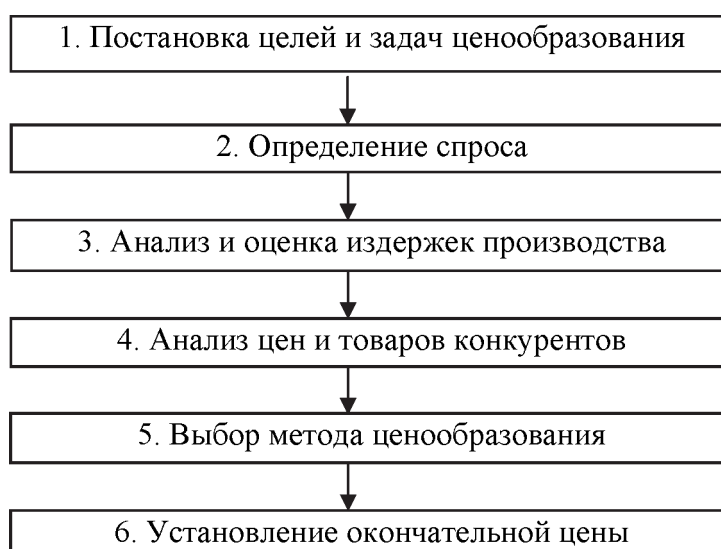 1. Постановка целей и задач ценообразования
2. Определение спроса
3. Анализ и оценка издержек производства
4. Анализ цен и товаров конкурентов
5. Выбор метода ценообразования
6. Установление окончательной цены